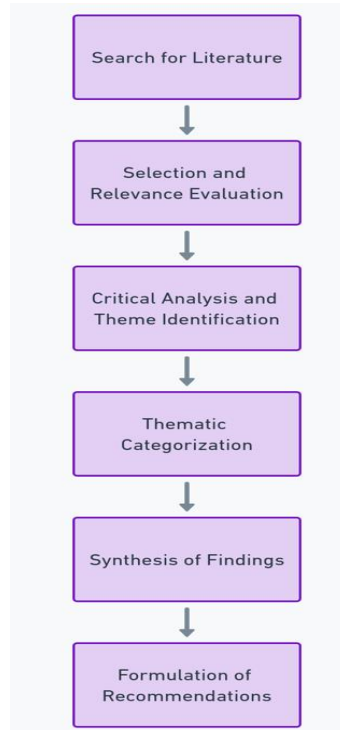 Search for Literature
Selection and
Relevance Evaluation
Critical Analysis and
Theme Identification
Thematic
Categorization
Synthesis of Findings
Formulation of
Recommendations